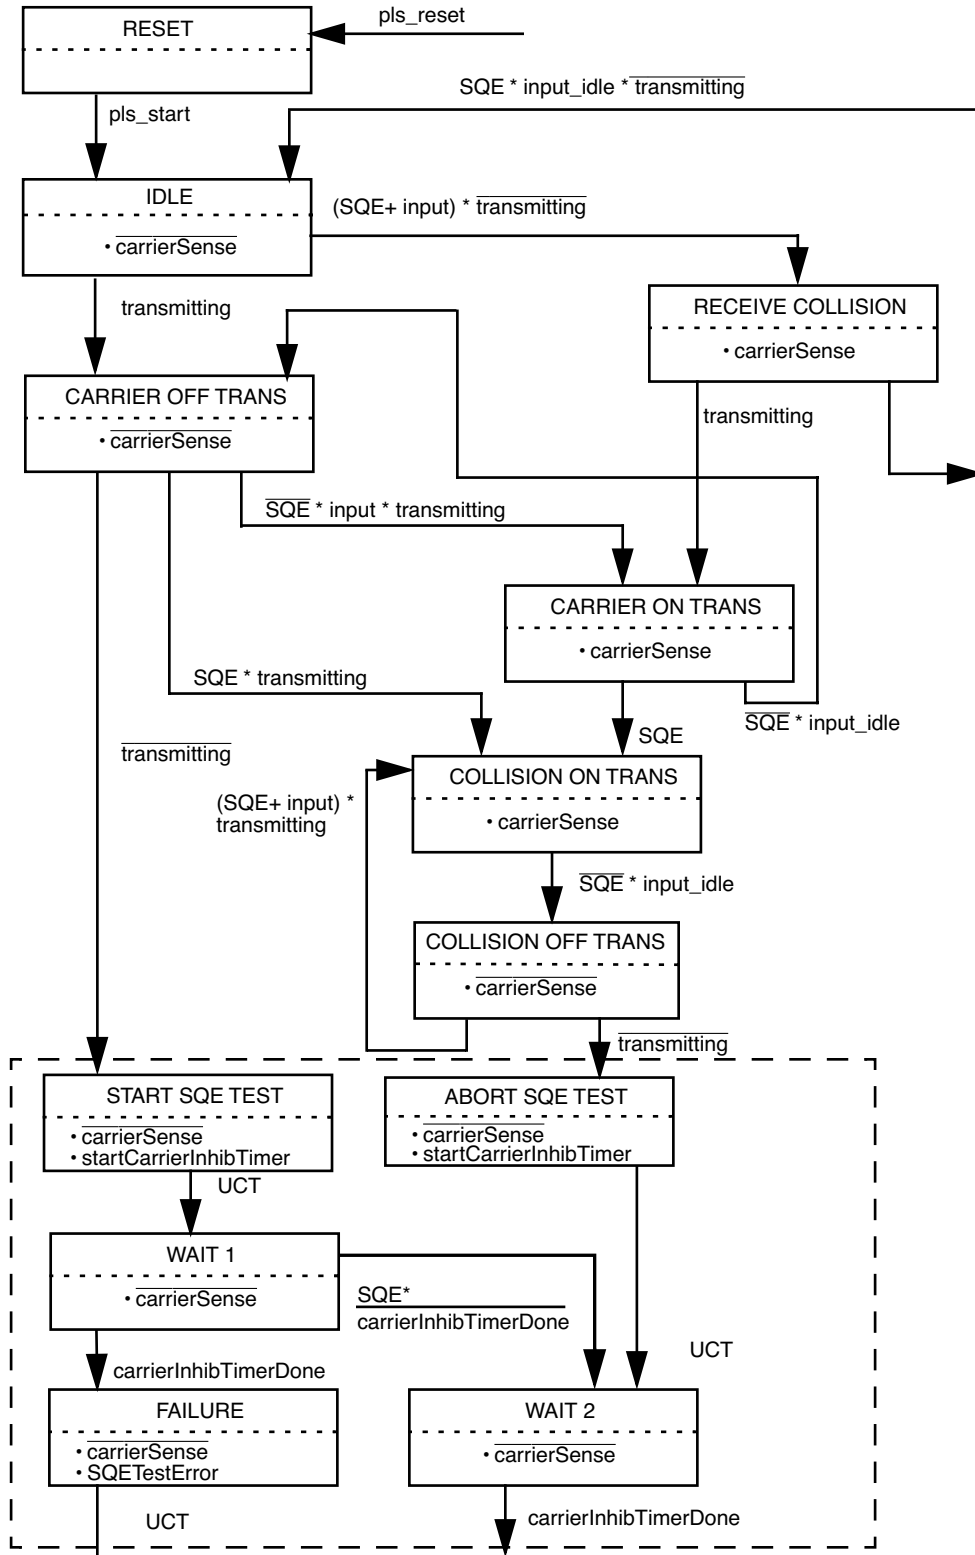 pls_reset
RESET
SQE * input_idle * transmitting
pls_start
IDLE
• carrierSense
(SQE+ input) * transmitting
transmitting
RECEIVE COLLISION
• carrierSense
CARRIER OFF TRANS
• carrierSense
transmitting
SQE * input * transmitting
CARRIER ON TRANS
• carrierSense
SQE * transmitting
SQE * input_idle
SQE
transmitting
COLLISION ON TRANS
• carrierSense
(SQE+ input) *
transmitting
SQE * input_idle
COLLISION OFF TRANS
• carrierSense
transmitting
START SQE TEST
• carrierSense
• startCarrierInhibTimer
ABORT SQE TEST
• carrierSense
• startCarrierInhibTimer
UCT
WAIT 1
• carrierSense
SQE*
carrierInhibTimerDone
UCT
carrierInhibTimerDone
FAILURE
• carrierSense
• SQETestError
WAIT 2
• carrierSense
UCT
carrierInhibTimerDone